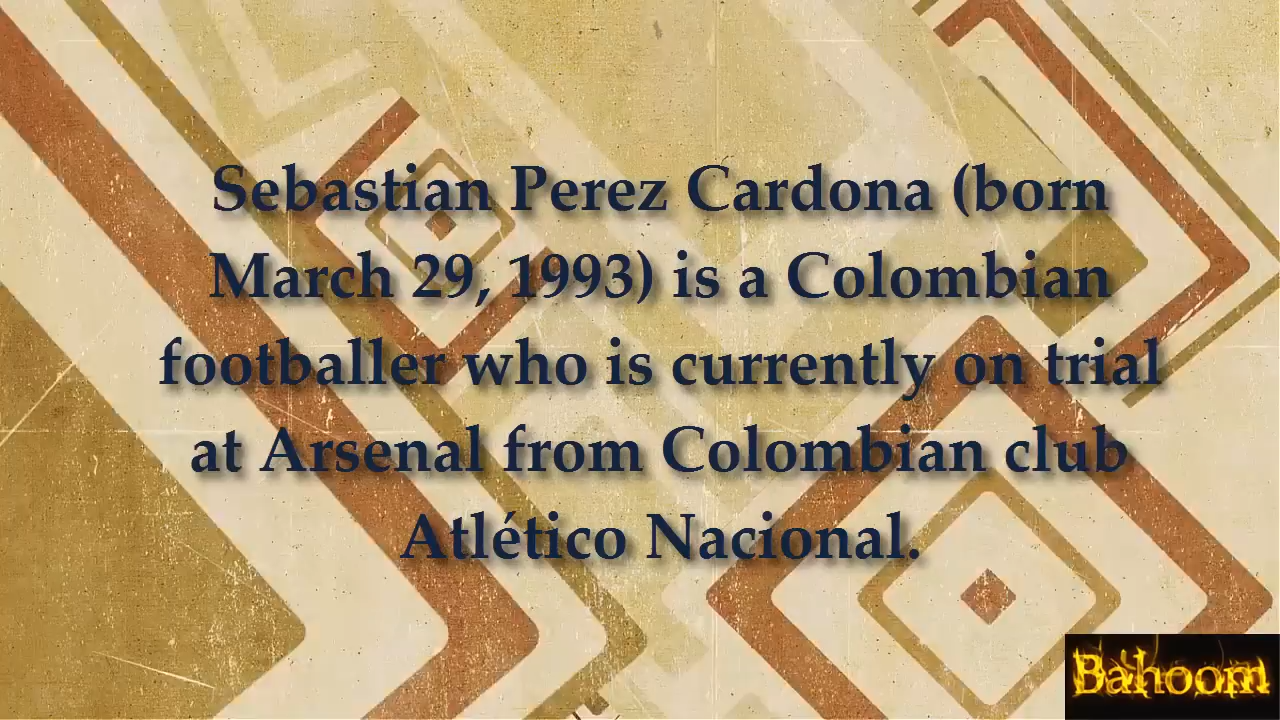 Sebastian Perez Cardona (born
March 29, 1993) is a Colombian
footballer who is currently on trial
at Arsenal from Colombian club
Atlético Nacional.
Bahoom